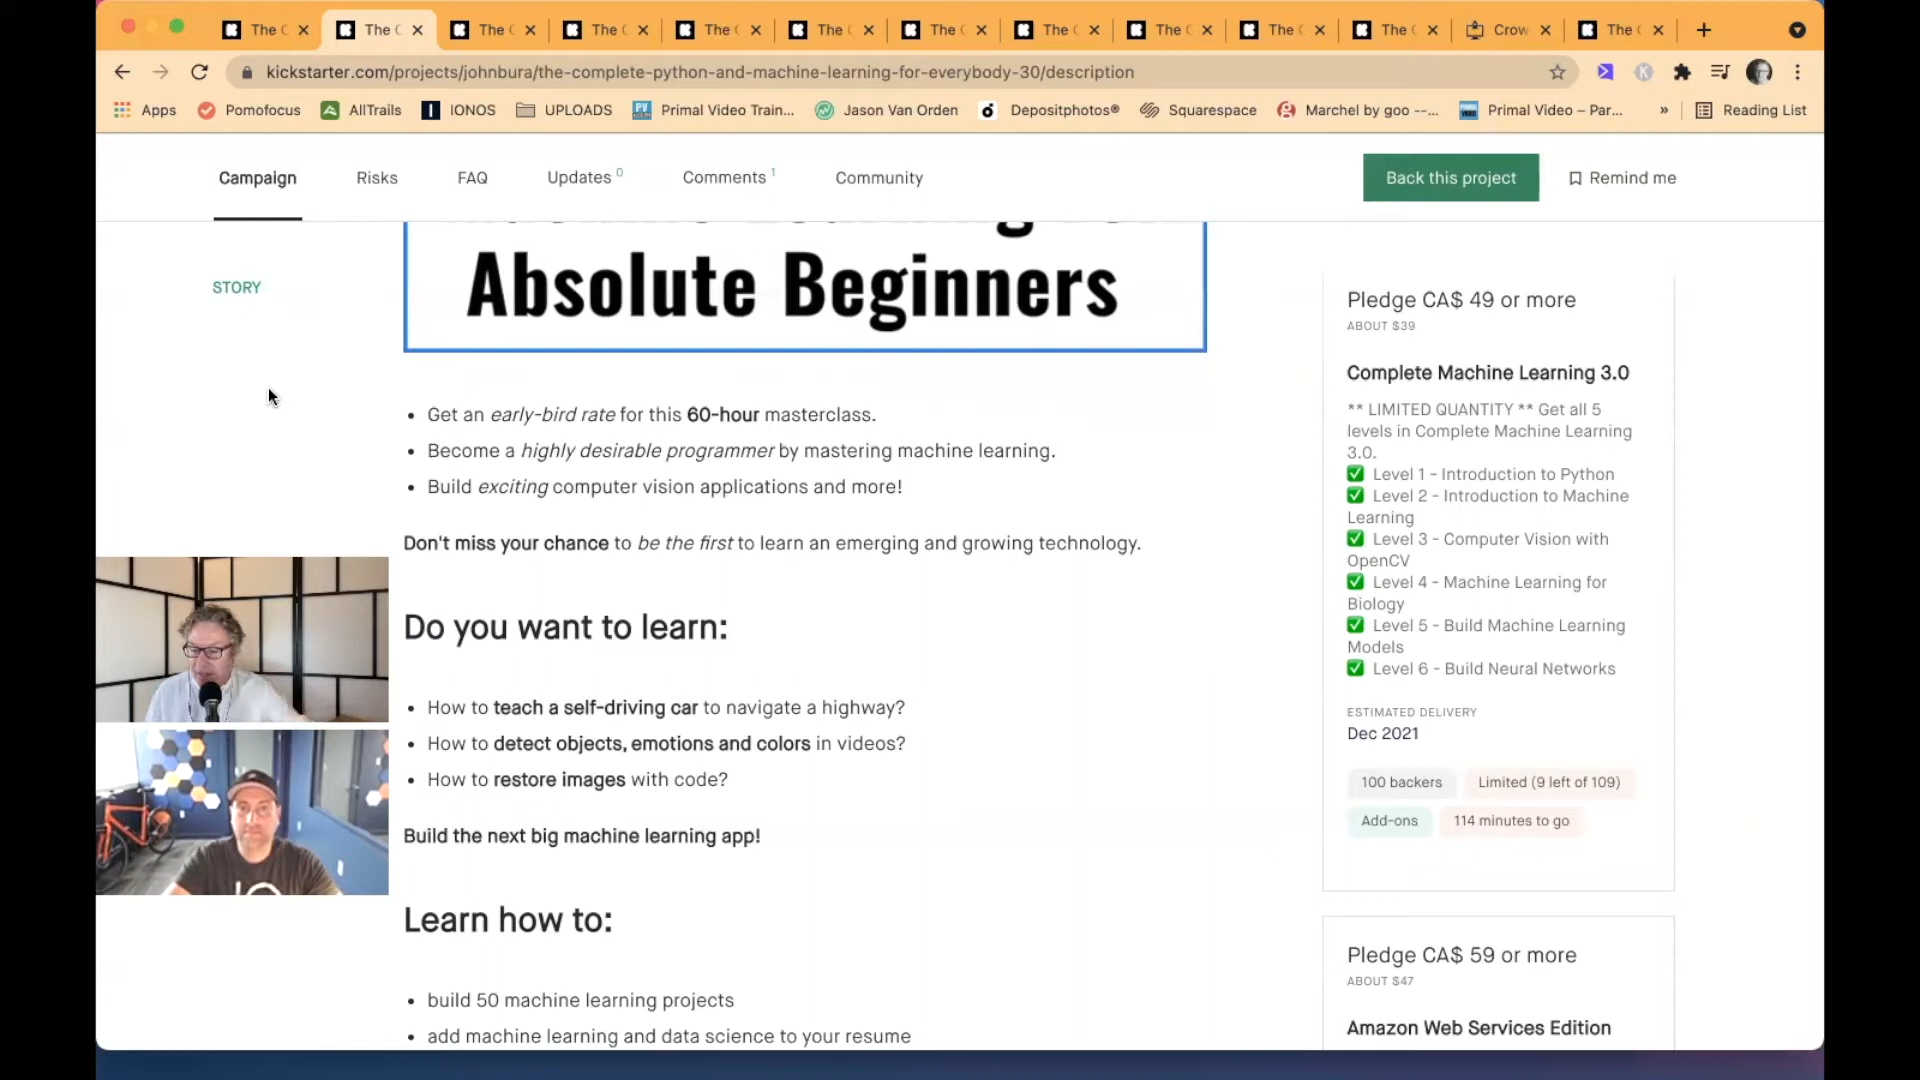 The C
The C
The C
The C
The C
The C
The C
The C
The C
The C
The C
Crow
The C
kickstarter.com/projects/johnbura/the-complete-python-and-machine-learning-for-everybody-30/description
Apps
Pomofocus
AllTrails
IONOS
UPLOADS
Primal Video Train...
Jason Van Orden
Depositphotos®
Squarespace
Marchel by goo --...
Primal Video – Par...
»
Reading List
Campaign
Risks
FAQ
Updates 0
Comments 1
Community
Back this project
Remind me
STORY
Absolute Beginners
• Get an early-bird rate for this 60-hour masterclass.
• Become a highly desirable programmer by mastering machine learning.
• Build exciting computer vision applications and more!
Don't miss your chance to be the first to learn an emerging and growing technology.
Do you want to learn:
• How to teach a self-driving car to navigate a highway?
• How to detect objects, emotions and colors in videos?
• How to restore images with code?
Build the next big machine learning app!
Learn how to:
• build 50 machine learning projects
• add machine learning and data science to your resume
Pledge CA$ 49 or more
ABOUT $39
Complete Machine Learning 3.0
** LIMITED QUANTITY ** Get all 5
levels in Complete Machine Learning
3.0.
✅ Level 1 - Introduction to Python
✅ Level 2 - Introduction to Machine
Learning
✅ Level 3 - Computer Vision with
OpenCV
✅ Level 4 - Machine Learning for
Biology
✅ Level 5 - Build Machine Learning
Models
✅ Level 6 - Build Neural Networks
ESTIMATED DELIVERY
Dec 2021
100 backers
Limited (9 left of 109)
Add-ons
114 minutes to go
Pledge CA$ 59 or more
ABOUT $47
Amazon Web Services Edition